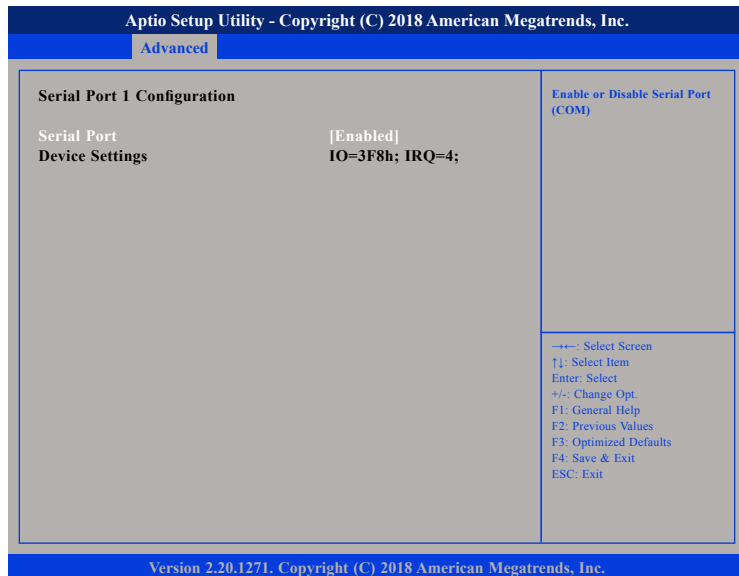 Aptio Setup Utility - Copyright (C) 2018 American Megatrends, Inc.
Advanced
Serial Port 1 Configuration
Serial Port [Enabled]
Device Settings IO=3F8h; IRQ=4;
Enable or Disable Serial Port
(COM)
→←: Select Screen
↑↓: Select Item
Enter: Select
+/-: Change Opt.
F1: General Help
F2: Previous Values
F3: Optimized Defaults
F4: Save & Exit
ESC: Exit
Version 2.20.1271. Copyright (C) 2018 American Megatrends, Inc.